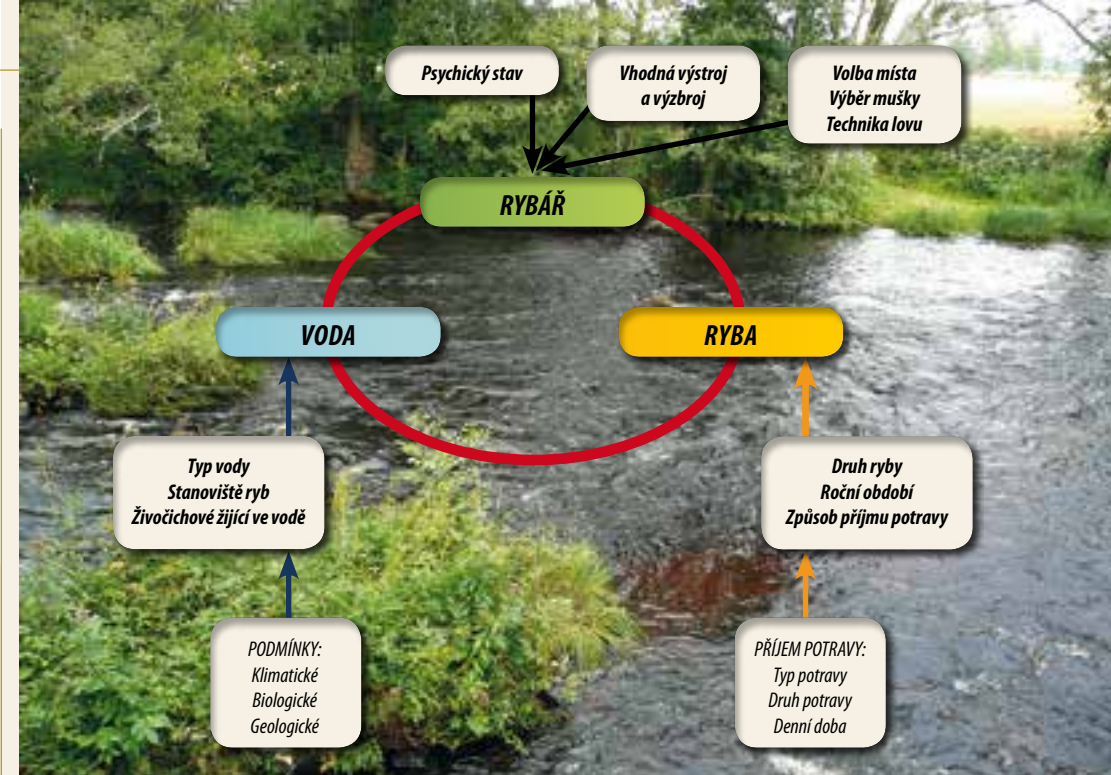 Psychický stav
Vhodná výstroj
a výzbroj
Volba místa
Výběr mušky
Technika lovu
RYBÁŘ
VODA
RYBA
Typ vody
Stanoviště ryb
Živočichové žijící ve vodě
Druh ryby
Roční období
Způsob příjmu potravy
PODMÍNKY:
Klimatické
Biologické
Geologické
PŘÍJEM POTRAVY:
Typ potravy
Druh potravy
Denní doba